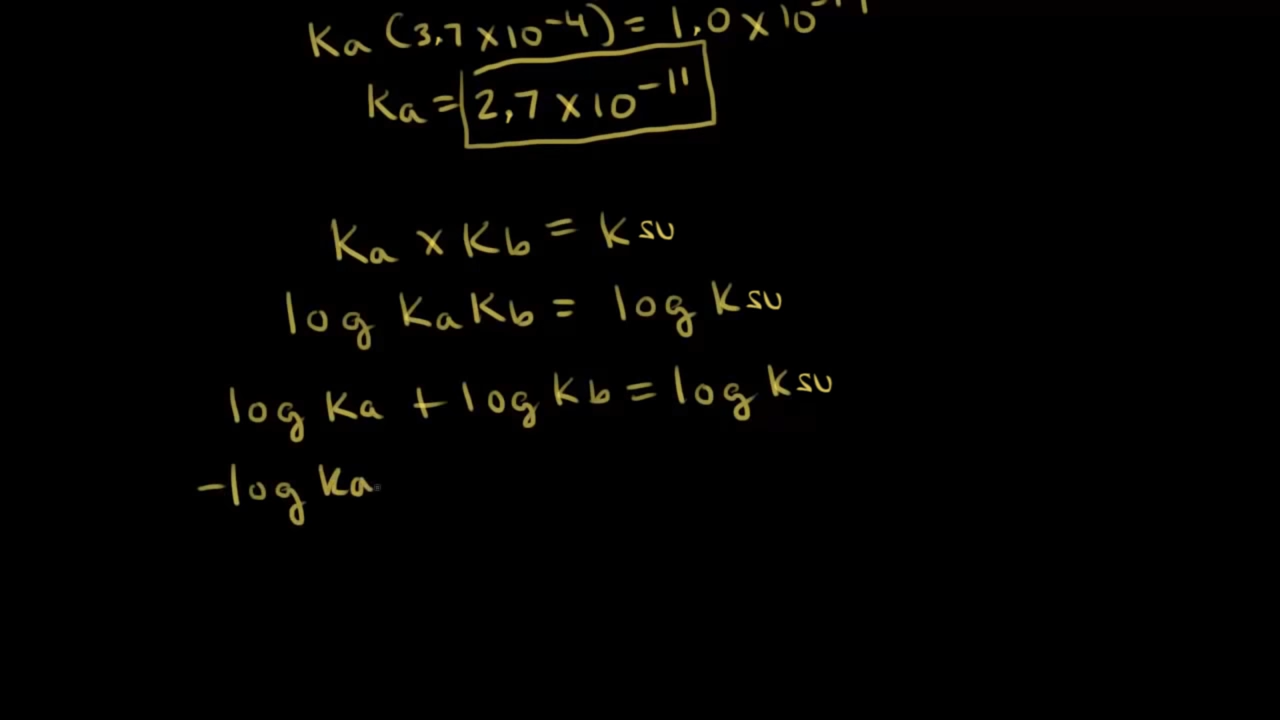 Ka (3,7 x 10⁻⁴) = 1,0 x 10⁻¹⁴
Ka = 2,7 x 10⁻¹¹
Ka x Kb = Ksu
log KaKb = log Ksu
log Ka + log Kb = log Ksu
-log Ka